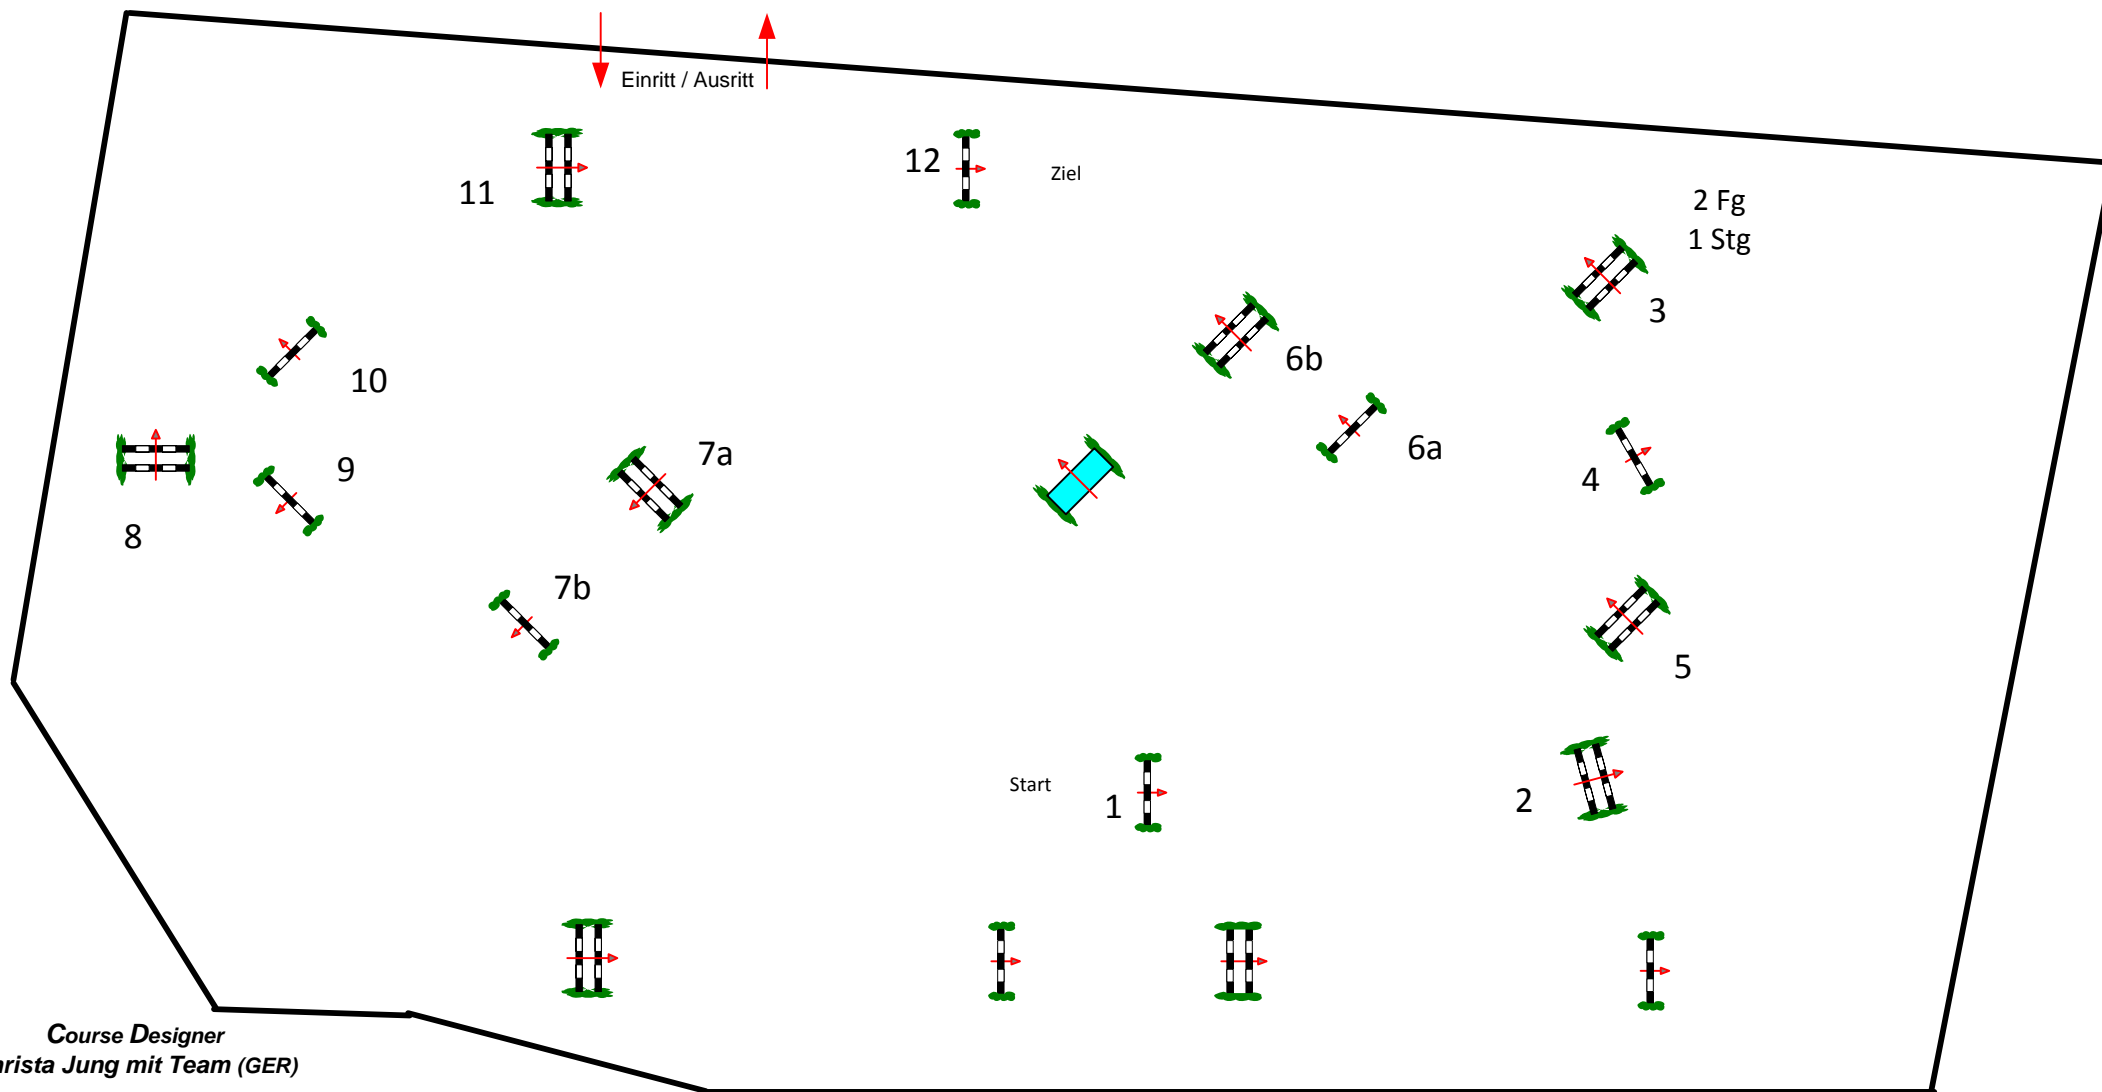 Einritt / Ausritt
12
Ziel
11
2 Fg
1 Stg
3
6b
10
6a
7a
9
4
8
7b
5
Start
1
2
Course Designer
arista Jung mit Team (GER)